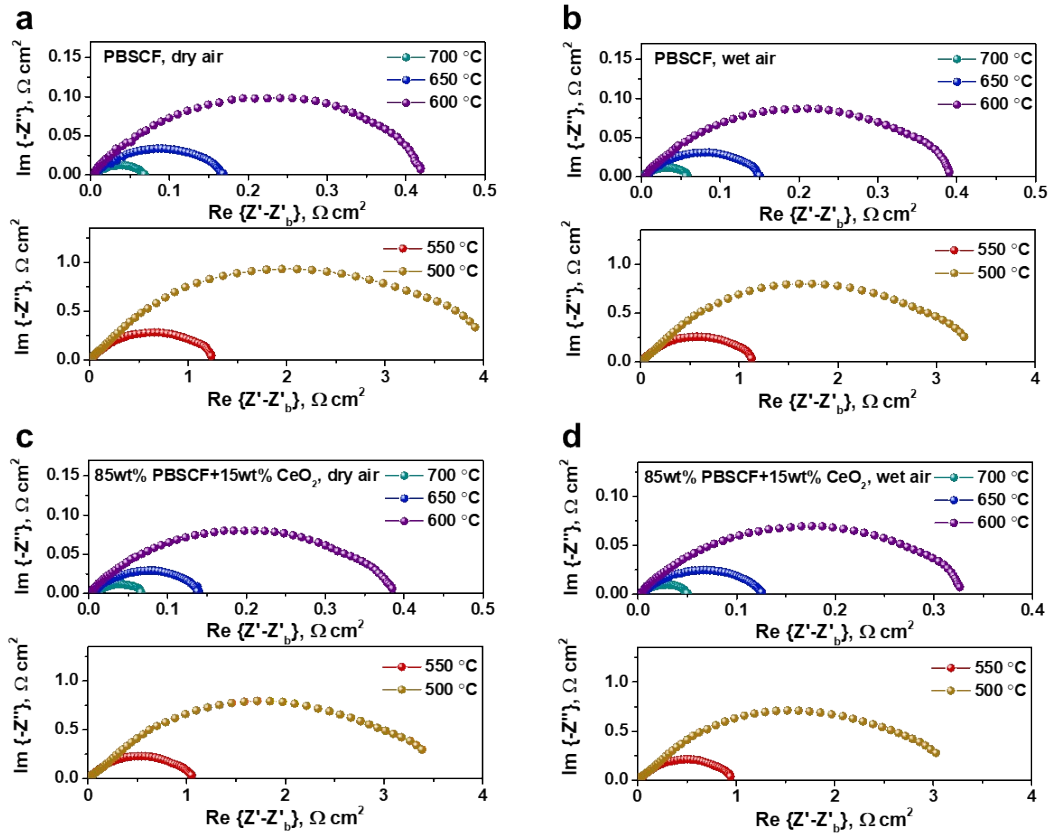 a
PBSCF, dry air
700 °C
650 °C
600 °C
0.15
0.10
0.05
0.00
Im {-Z''}, Ω cm²
0.0 0.1 0.2 0.3 0.4 0.5
Re {Z'-Z'b}, Ω cm²
550 °C
500 °C
1.0
0.5
0.0
Im {-Z''}, Ω cm²
0 1 2 3 4
Re {Z'-Z'b}, Ω cm²
b
PBSCF, wet air
700 °C
650 °C
600 °C
0.15
0.10
0.05
0.00
Im {-Z''}, Ω cm²
0.0 0.1 0.2 0.3 0.4 0.5
Re {Z'-Z'b}, Ω cm²
550 °C
500 °C
1.0
0.5
0.0
Im {-Z''}, Ω cm²
0 1 2 3 4
Re {Z'-Z'b}, Ω cm²
c
85wt% PBSCF+15wt% CeO₂, dry air
700 °C
650 °C
600 °C
0.15
0.10
0.05
0.00
Im {-Z''}, Ω cm²
0.0 0.1 0.2 0.3 0.4 0.5
Re {Z'-Z'b}, Ω cm²
550 °C
500 °C
1.0
0.5
0.0
Im {-Z''}, Ω cm²
0 1 2 3 4
Re {Z'-Z'b}, Ω cm²
d
85wt% PBSCF+15wt% CeO₂, wet air
700 °C
650 °C
600 °C
0.10
0.05
0.00
Im {-Z''}, Ω cm²
0.0 0.1 0.2 0.3 0.4
Re {Z'-Z'b}, Ω cm²
550 °C
500 °C
1.0
0.5
0.0
Im {-Z''}, Ω cm²
0 1 2 3 4
Re {Z'-Z'b}, Ω cm²